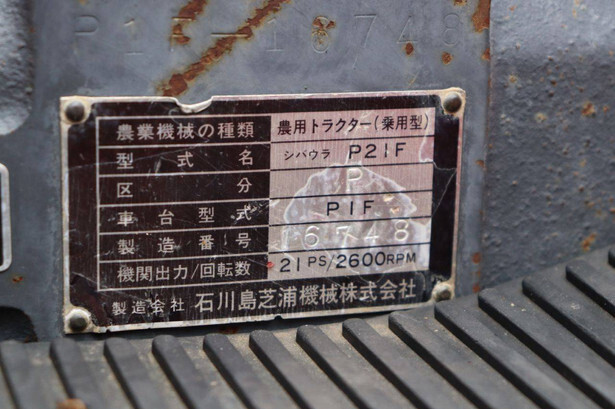 P1F-16748
農業機械の種類 農用トラクター(乗用型)
型式名 シバウラ P21F
区分 P
車台型式 P1F
製造番号 16748
機関出力/回転数 21PS/2600RPM
製造会社 石川島芝浦機械株式会社